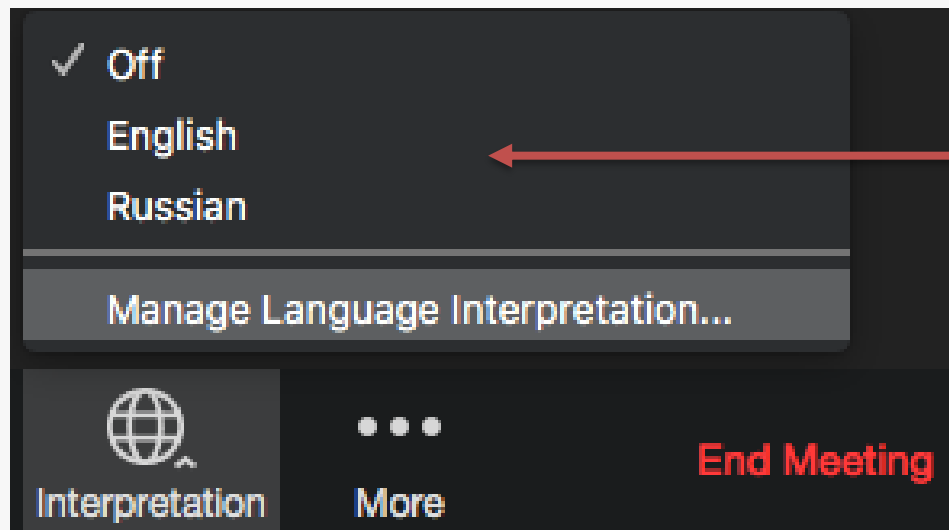 Off
English
Russian
Manage Language Interpretation...
Interpretation
More
End Meeting